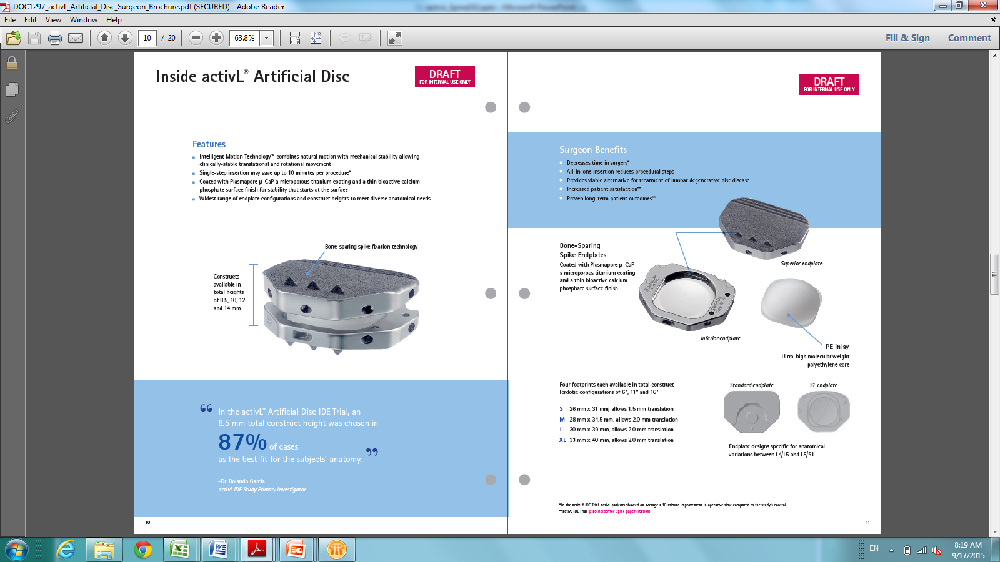 DOC1297_activL_Artificial_Disc_Surgeon_Brochure.pdf (SECURED) - Adobe Reader
File Edit View Window Help
10 / 20 63.8% Fill & Sign Comment
Inside activL® Artificial Disc
DRAFT
FOR INTERNAL USE ONLY
Features
Intelligent Motion Technology™ combines natural motion with mechanical stability allowing
clinically-stable translational and rotational movement
Single-step insertion may save up to 10 minutes per procedure*
Coated with Plasmapore µ-CaP a microporous titanium coating and a thin bioactive calcium
phosphate surface finish for stability that starts at the surface
Widest range of endplate configurations and construct heights to meet diverse anatomical needs
Bone-sparing spike fixation technology
Constructs
available in
total heights
of 8.5, 10, 12
and 14 mm
“ In the activL® Artificial Disc IDE Trial, an
8.5 mm total construct height was chosen in
87% of cases
as the best fit for the subjects' anatomy. ”
-Dr. Rolando Garcia
activL IDE Study Primary Investigator
10
DRAFT
FOR INTERNAL USE ONLY
Surgeon Benefits
Decreases time in surgery*
All-in-one insertion reduces procedural steps
Provides viable alternative for treatment of lumbar degenerative disc disease
Increased patient satisfaction**
Proven long-term patient outcomes**
Bone-Sparing
Spike Endplates
Coated with Plasmapore µ-CaP
a microporous titanium coating
and a thin bioactive calcium
phosphate surface finish
Superior endplate
Inferior endplate
PE inlay
Ultra-high molecular weight
polyethylene core
Four footprints each available in total construct
lordotic configurations of 6°, 11° and 16°
S 26 mm x 31 mm, allows 1.5 mm translation
M 28 mm x 34.5 mm, allows 2.0 mm translation
L 30 mm x 39 mm, allows 2.0 mm translation
XL 33 mm x 40 mm, allows 2.0 mm translation
Standard endplate
S1 endplate
Endplate designs specific for anatomical
variations between L4/L5 and L5/S1
*In the activL® IDE Trial, activL patients showed on average a 10 minute improvement in operative time compared to the study's control
**activL IDE Trial (placeholder for Spine paper citation)
11
EN
8:19 AM
9/17/2015